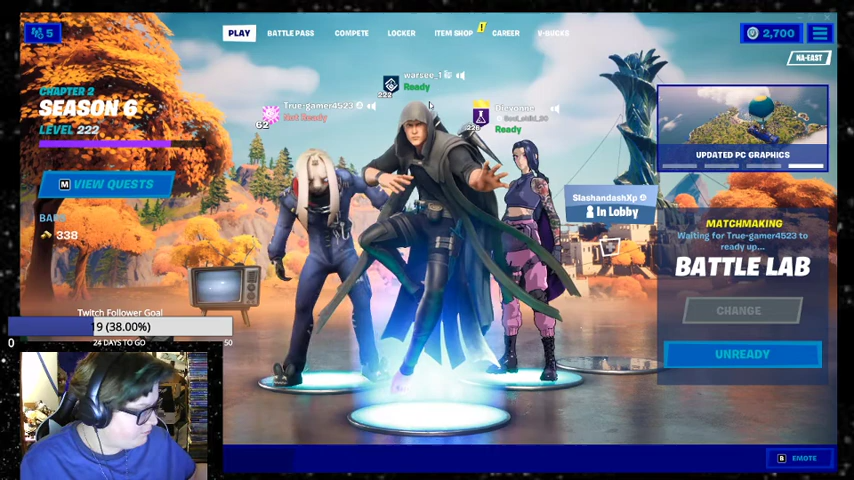 5
PLAY
BATTLE PASS
COMPETE
LOCKER
ITEM SHOP
!
CAREER
V-BUCKS
2,700
NA-EAST
CHAPTER 2
SEASON 6
LEVEL 222
M VIEW QUESTS
BARS
338
warsee_1
222
Ready
True-gamer4523
62
Not Ready
228
Ready
SlashandashXp
In Lobby
UPDATED PC GRAPHICS
MATCHMAKING
Waiting for True-gamer4523 to
ready up...
BATTLE LAB
CHANGE
UNREADY
Twitch Follower Goal
19 (38.00%)
0
24 DAYS TO GO
50
B EMOTE